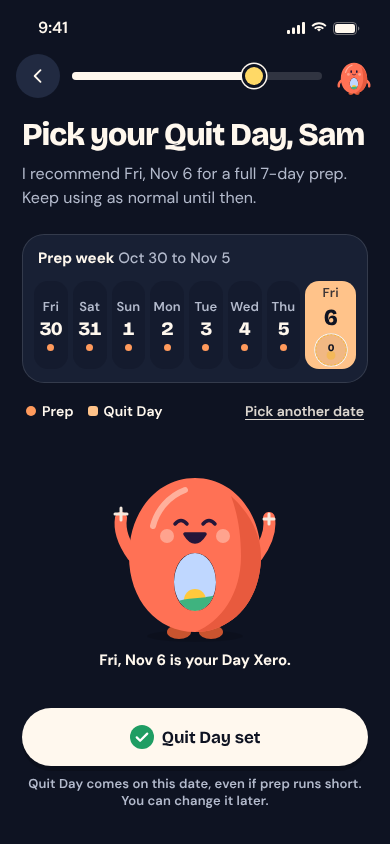 9:41
Pick your Quit Day, Sam
I recommend Fri, Nov 6 for a full 7-day prep.
Keep using as normal until then.
Prep week Oct 30 to Nov 5
Fri Sat Sun Mon Tue Wed Thu Fri
30 31 1 2 3 4 5 6
0
Prep Quit Day Pick another date
Fri, Nov 6 is your Day Xero.
Quit Day set
Quit Day comes on this date, even if prep runs short.
You can change it later.